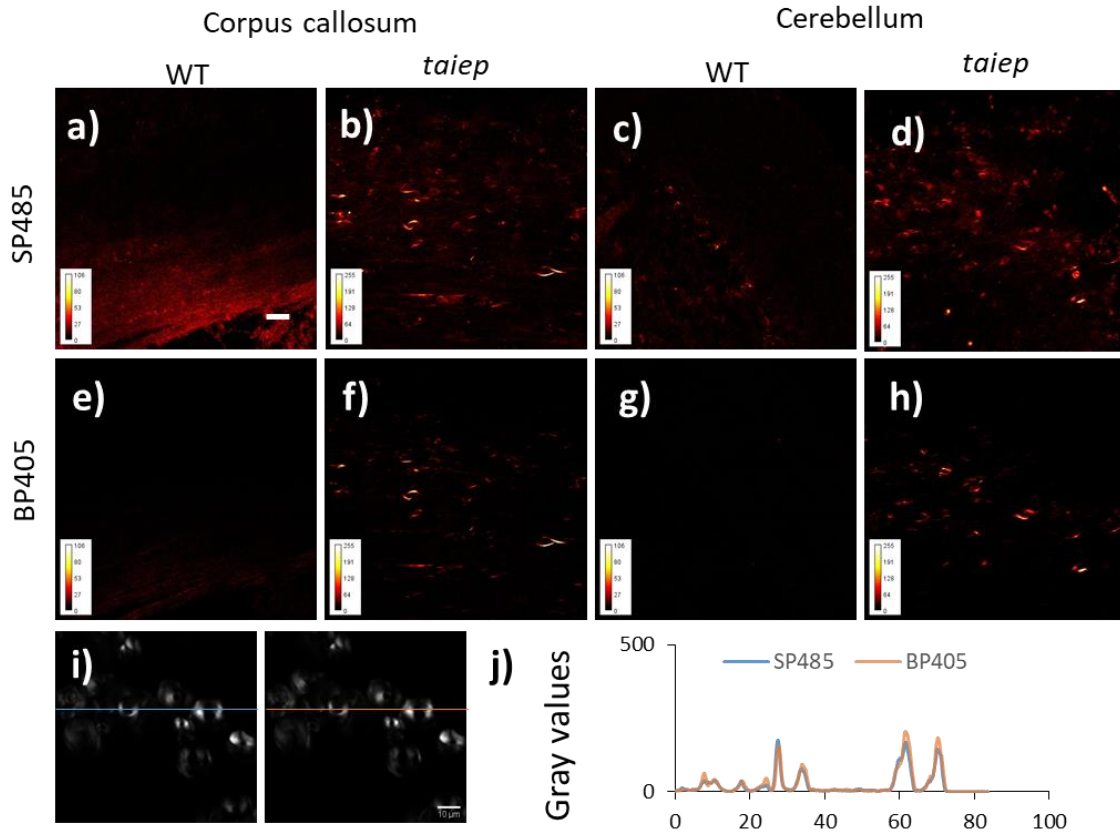 Corpus callosum
Cerebellum
WT
taiep
WT
taiep
SP485
a)
b)
c)
d)
106
80
53
27
0
255
191
128
64
0
106
80
53
27
0
255
191
128
64
0
BP405
e)
f)
g)
h)
106
80
53
27
0
255
191
128
64
0
106
80
53
27
0
255
191
128
64
0
i)
10 µm
j)
Gray values
500
0
SP485
BP405
0
20
40
60
80
100